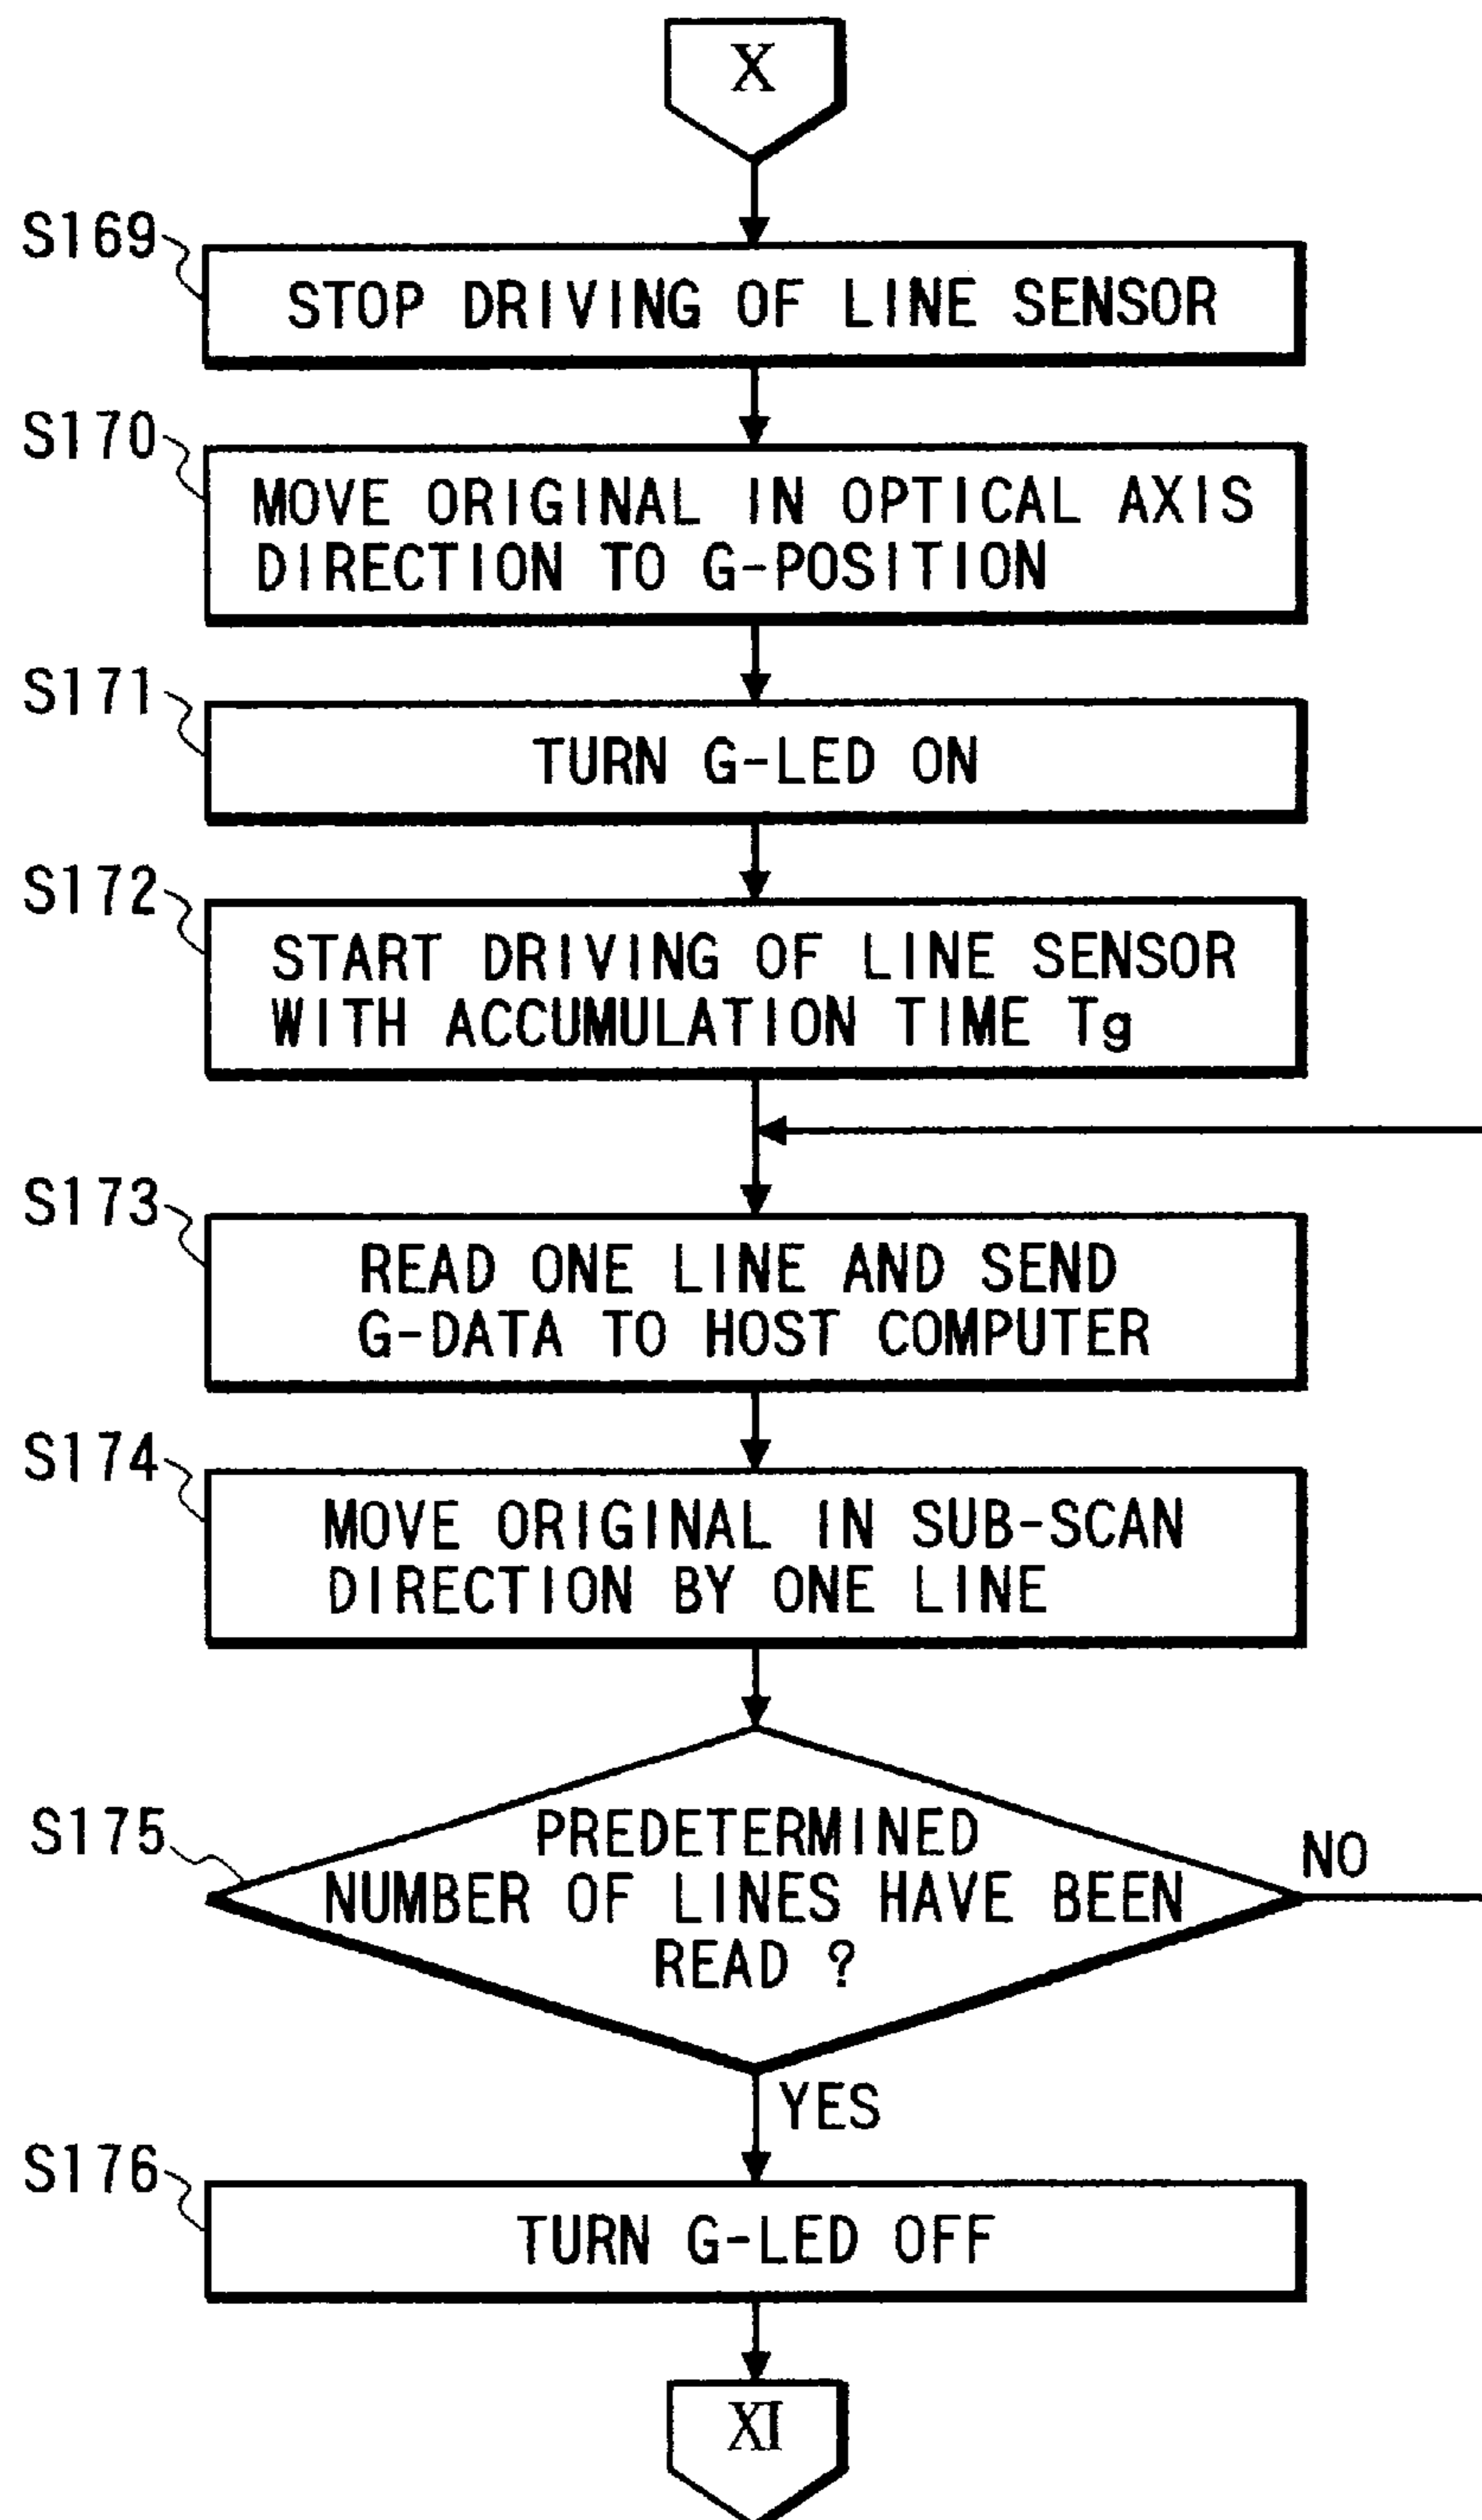 X
S169
STOP DRIVING OF LINE SENSOR
S170
MOVE ORIGINAL IN OPTICAL AXIS
DIRECTION TO G-POSITION
S171
TURN G-LED ON
S172
START DRIVING OF LINE SENSOR
WITH ACCUMULATION TIME Tg
S173
READ ONE LINE AND SEND
G-DATA TO HOST COMPUTER
S174
MOVE ORIGINAL IN SUB-SCAN
DIRECTION BY ONE LINE
S175
PREDETERMINED
NUMBER OF LINES HAVE BEEN
READ ?
NO
YES
S176
TURN G-LED OFF
XI